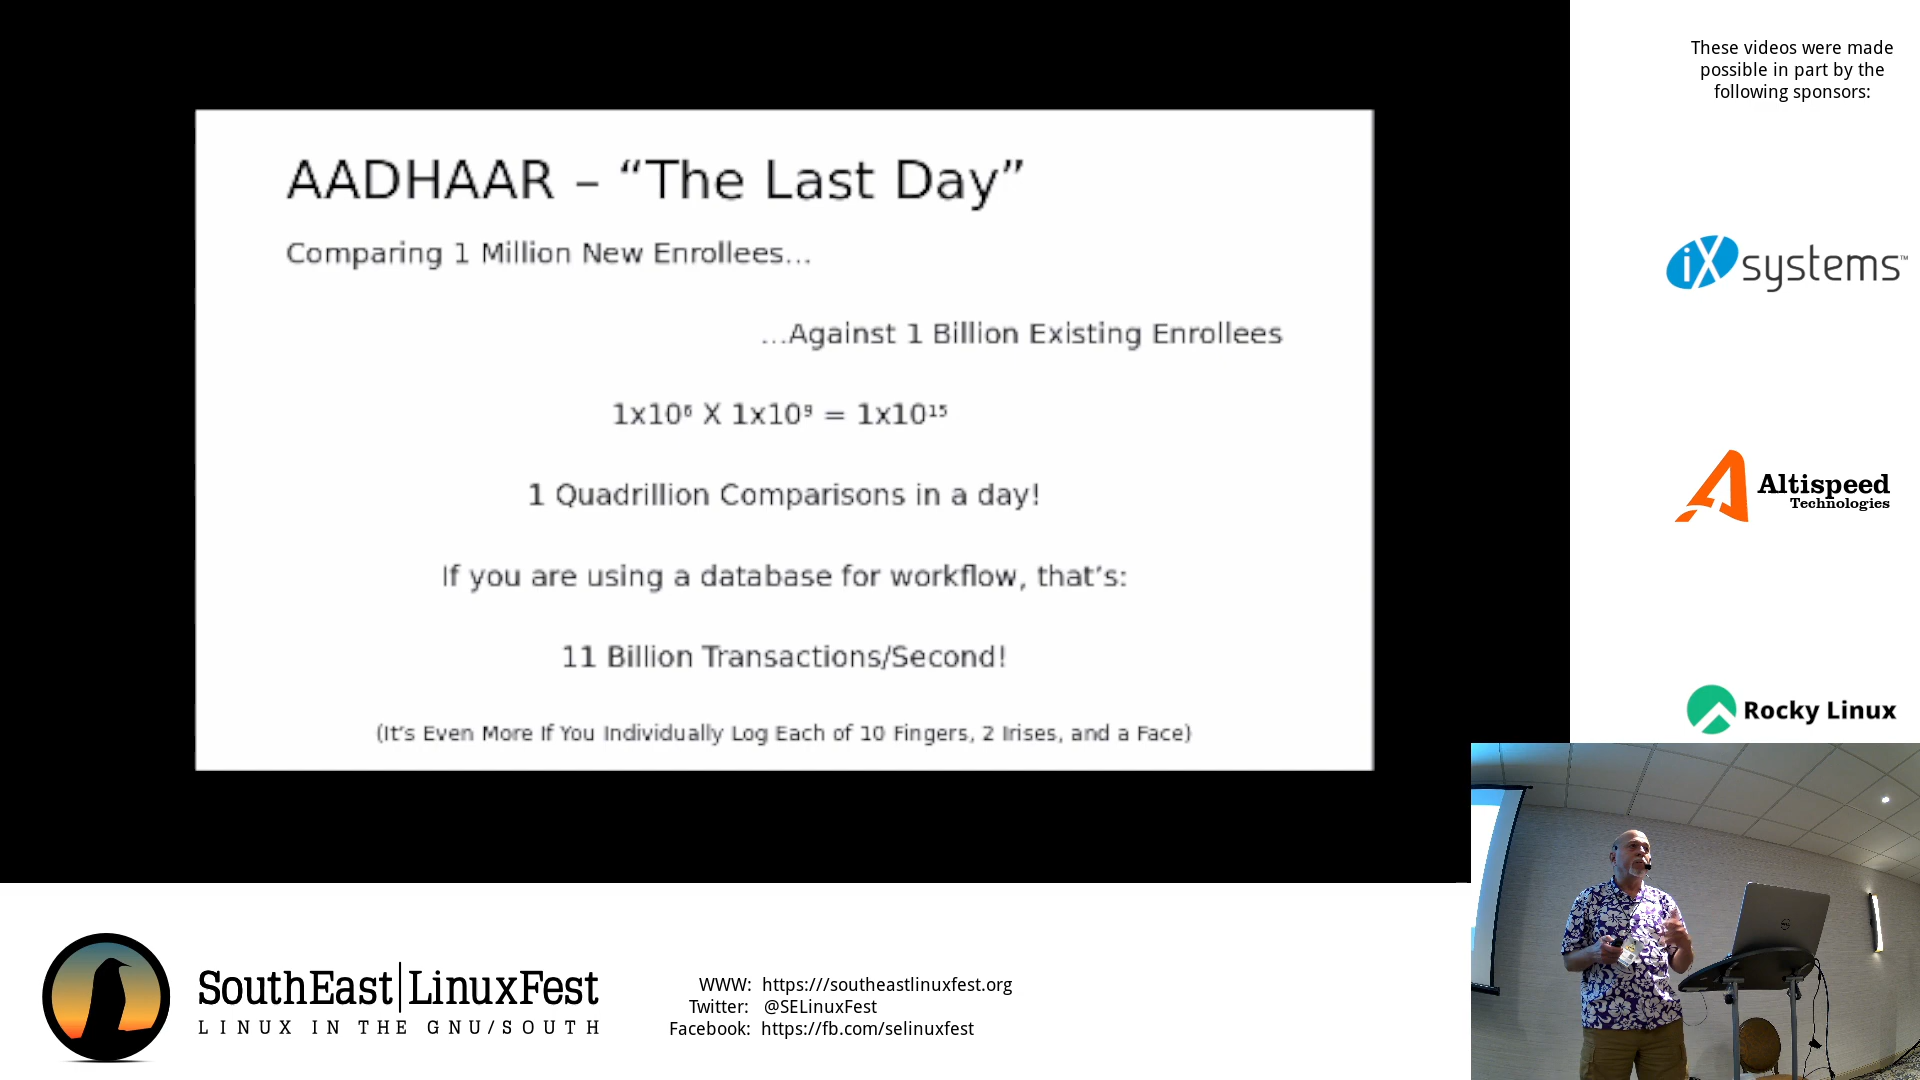 AADHAAR – “The Last Day”
Comparing 1 Million New Enrollees...
...Against 1 Billion Existing Enrollees
1x10⁶ X 1x10⁹ = 1x10¹⁵
1 Quadrillion Comparisons in a day!
If you are using a database for workflow, that’s:
11 Billion Transactions/Second!
(It’s Even More If You Individually Log Each of 10 Fingers, 2 Irises, and a Face)
These videos were made
possible in part by the
following sponsors:
iXsystems™
Altispeed
Technologies
Rocky Linux
SouthEast|LinuxFest
LINUX IN THE GNU/SOUTH
WWW: https:///southeastlinuxfest.org
Twitter: @SELinuxFest
Facebook: https://fb.com/selinuxfest
DELL